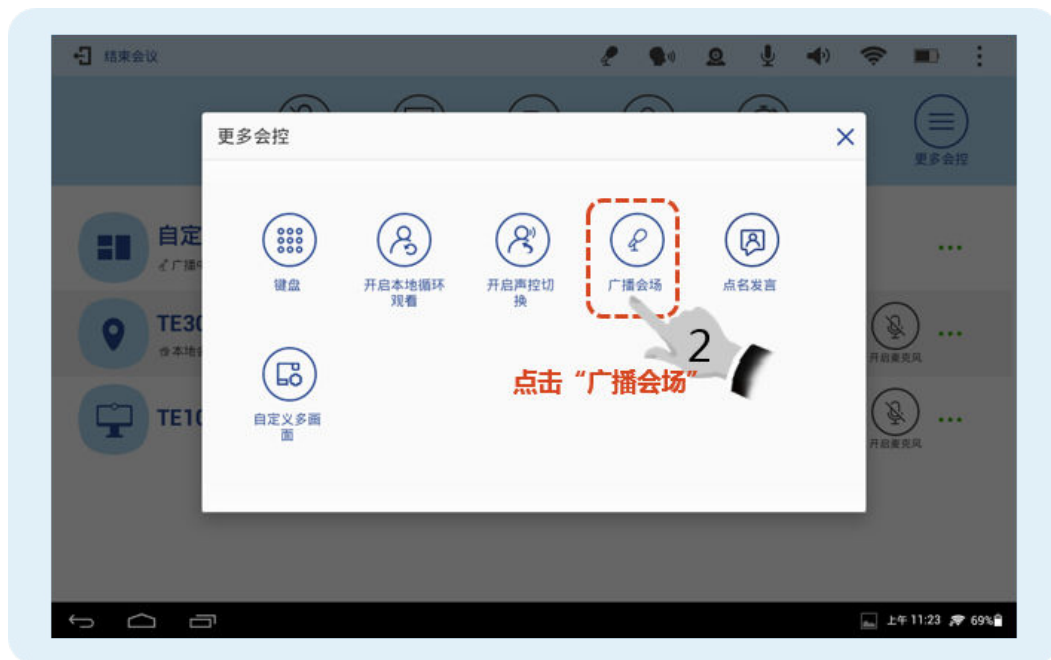 结束会议
更多会控
更多会控
键盘
开启本地循环
观看
开启声控切
换
广播会场
点名发言
2
点击“广播会场”
自定义多画
面
自定
广播
TE30
本地
开启麦克风
TE10
开启麦克风
上午 11:23
69%